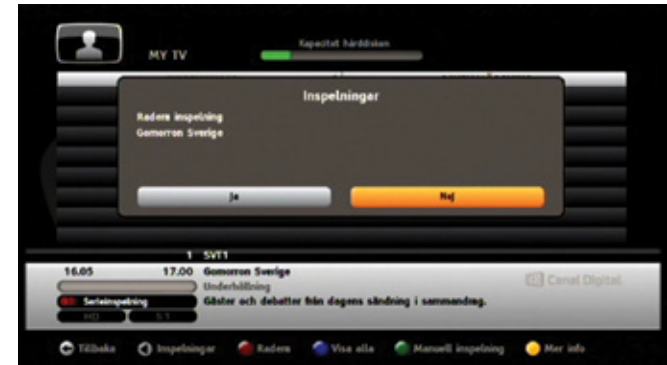 Kapacitet hårddisken
MY TV
Inspelningar
Radera inspelning
Gomorron Sverige
Ja
Nej
1 SVT1
16.05 17.00 Gomorron Sverige
Underhållning
Serieinspelning
Gäster och debatter från dagens sändning i sammandrag.
HD 5:1
Canal Digital
Tillbaka Inspelningar Radera Visa alla Manuell inspelning Mer info